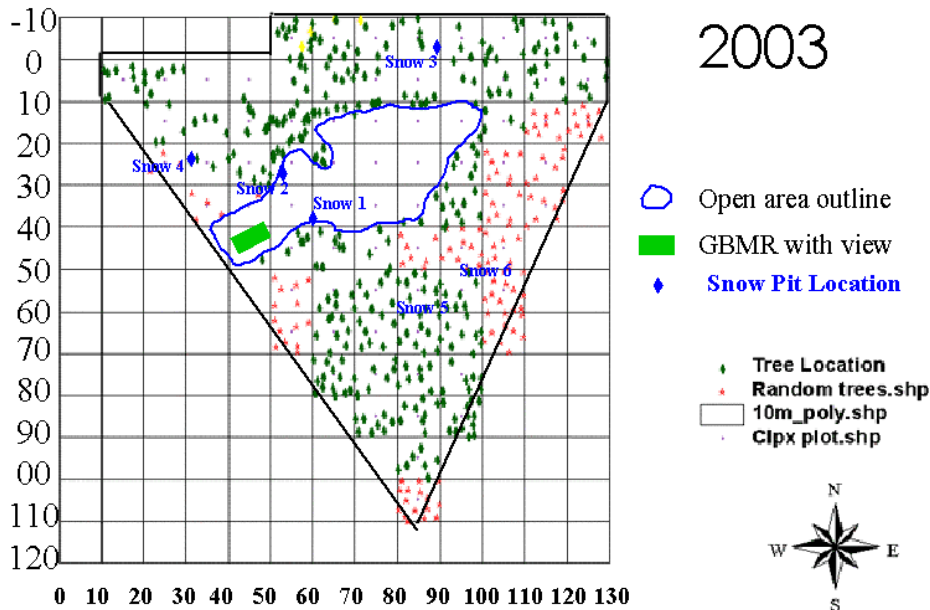 -10
0
10
20
30
40
50
60
70
80
90
00
110
120
0 10 20 30 40 50 60 70 80 90 100 110 120 130
Snow 3
Snow 4
Snow 2
Snow 1
Snow 6
Snow 5
2003
Open area outline
GBMR with view
Snow Pit Location
Tree Location
Random trees.shp
10m_poly.shp
Clpx plot.shp
N
W E
S